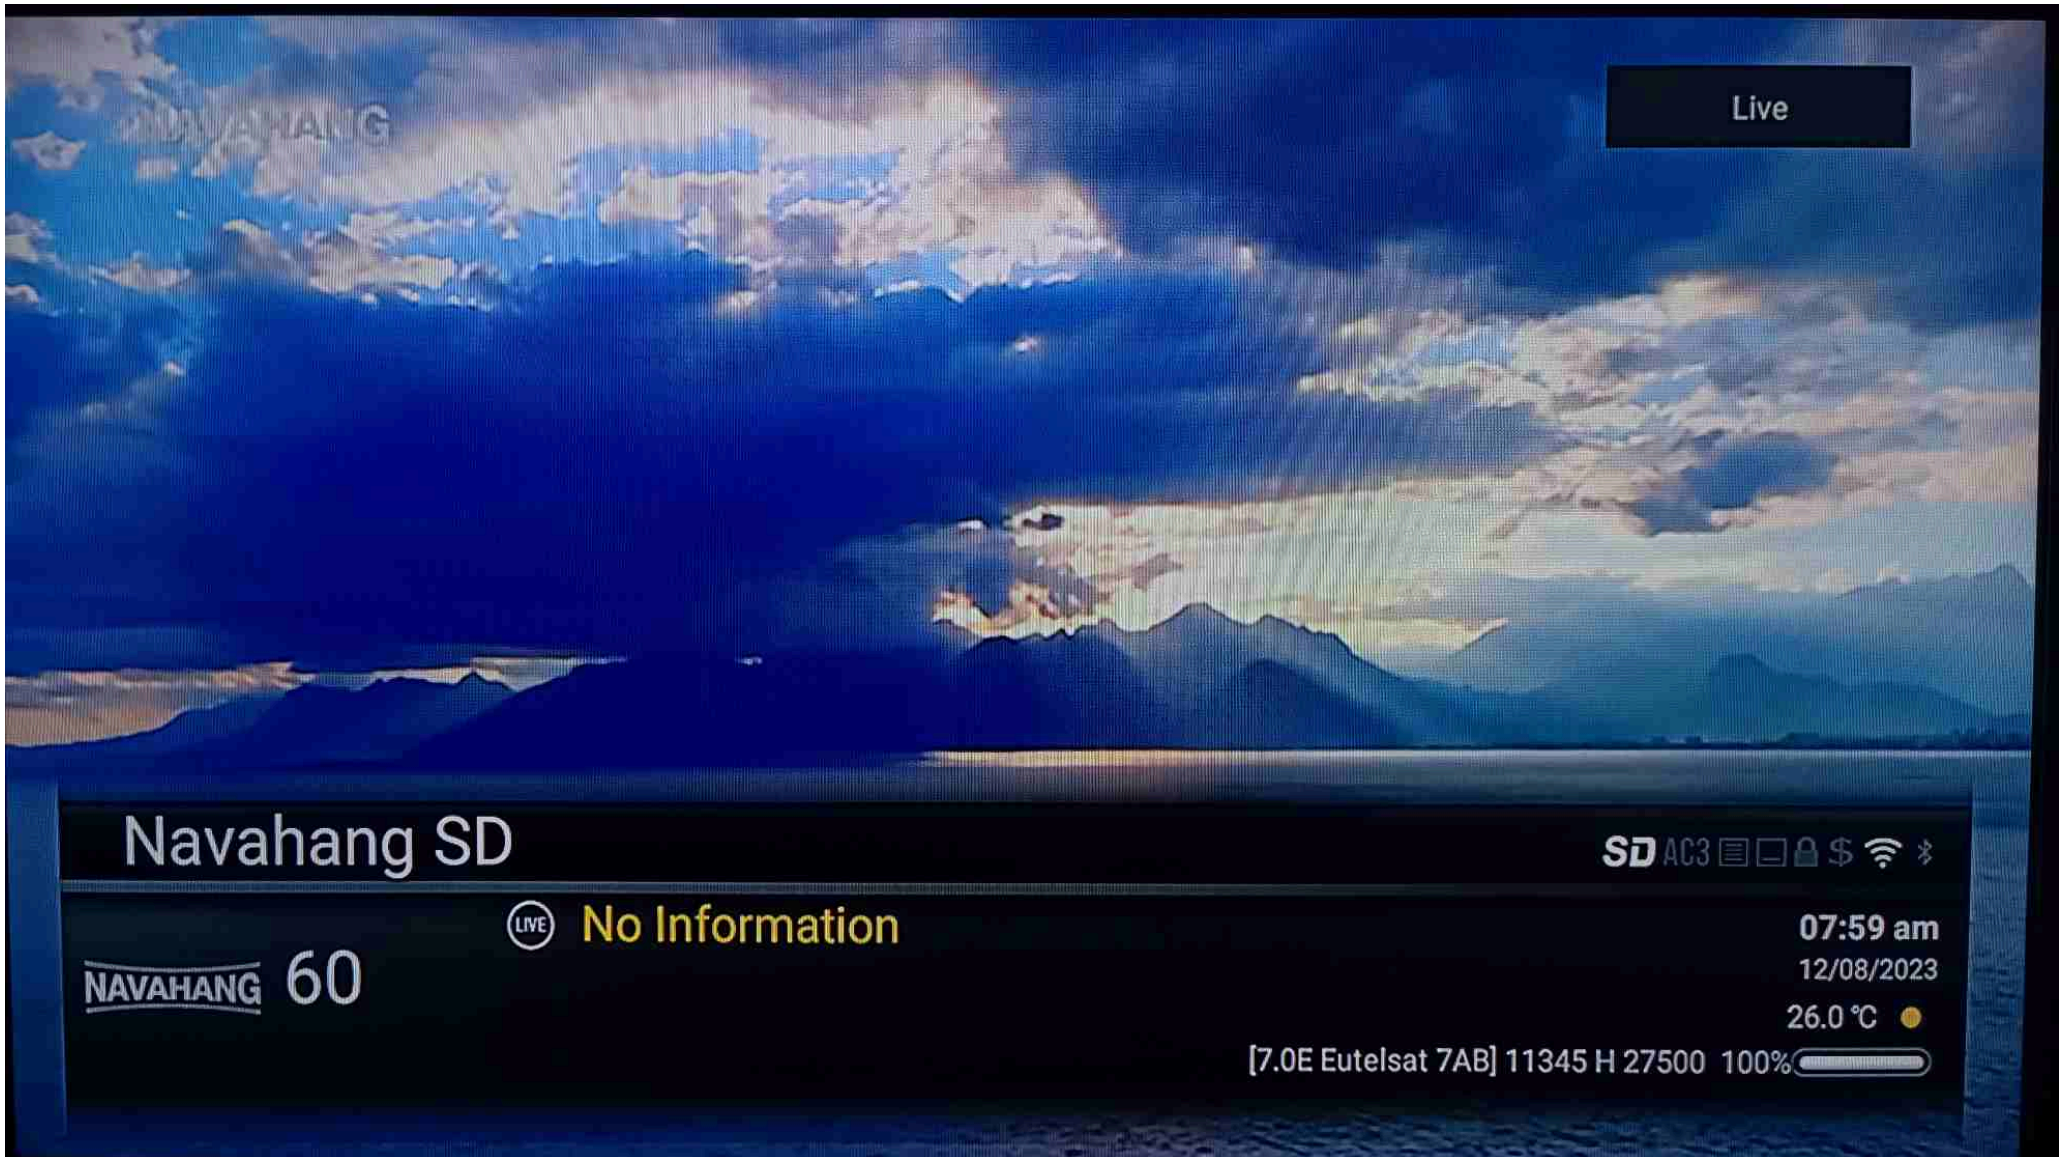 NAVAHANG
Live
Navahang SD
SD AC3 $
LIVE No Information
07:59 am
12/08/2023
NAVAHANG 60
26.0 °C
[7.0E Eutelsat 7AB] 11345 H 27500 100%